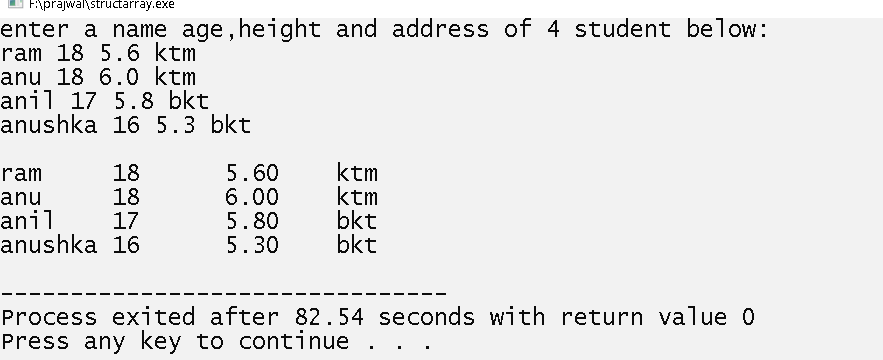 F:\prajwal\structarray.exe
enter a name age,height and address of 4 student below:
ram 18 5.6 ktm
anu 18 6.0 ktm
anil 17 5.8 bkt
anushka 16 5.3 bkt
ram 18 5.60 ktm
anu 18 6.00 ktm
anil 17 5.80 bkt
anushka 16 5.30 bkt
--------------------------------
Process exited after 82.54 seconds with return value 0
Press any key to continue . . .